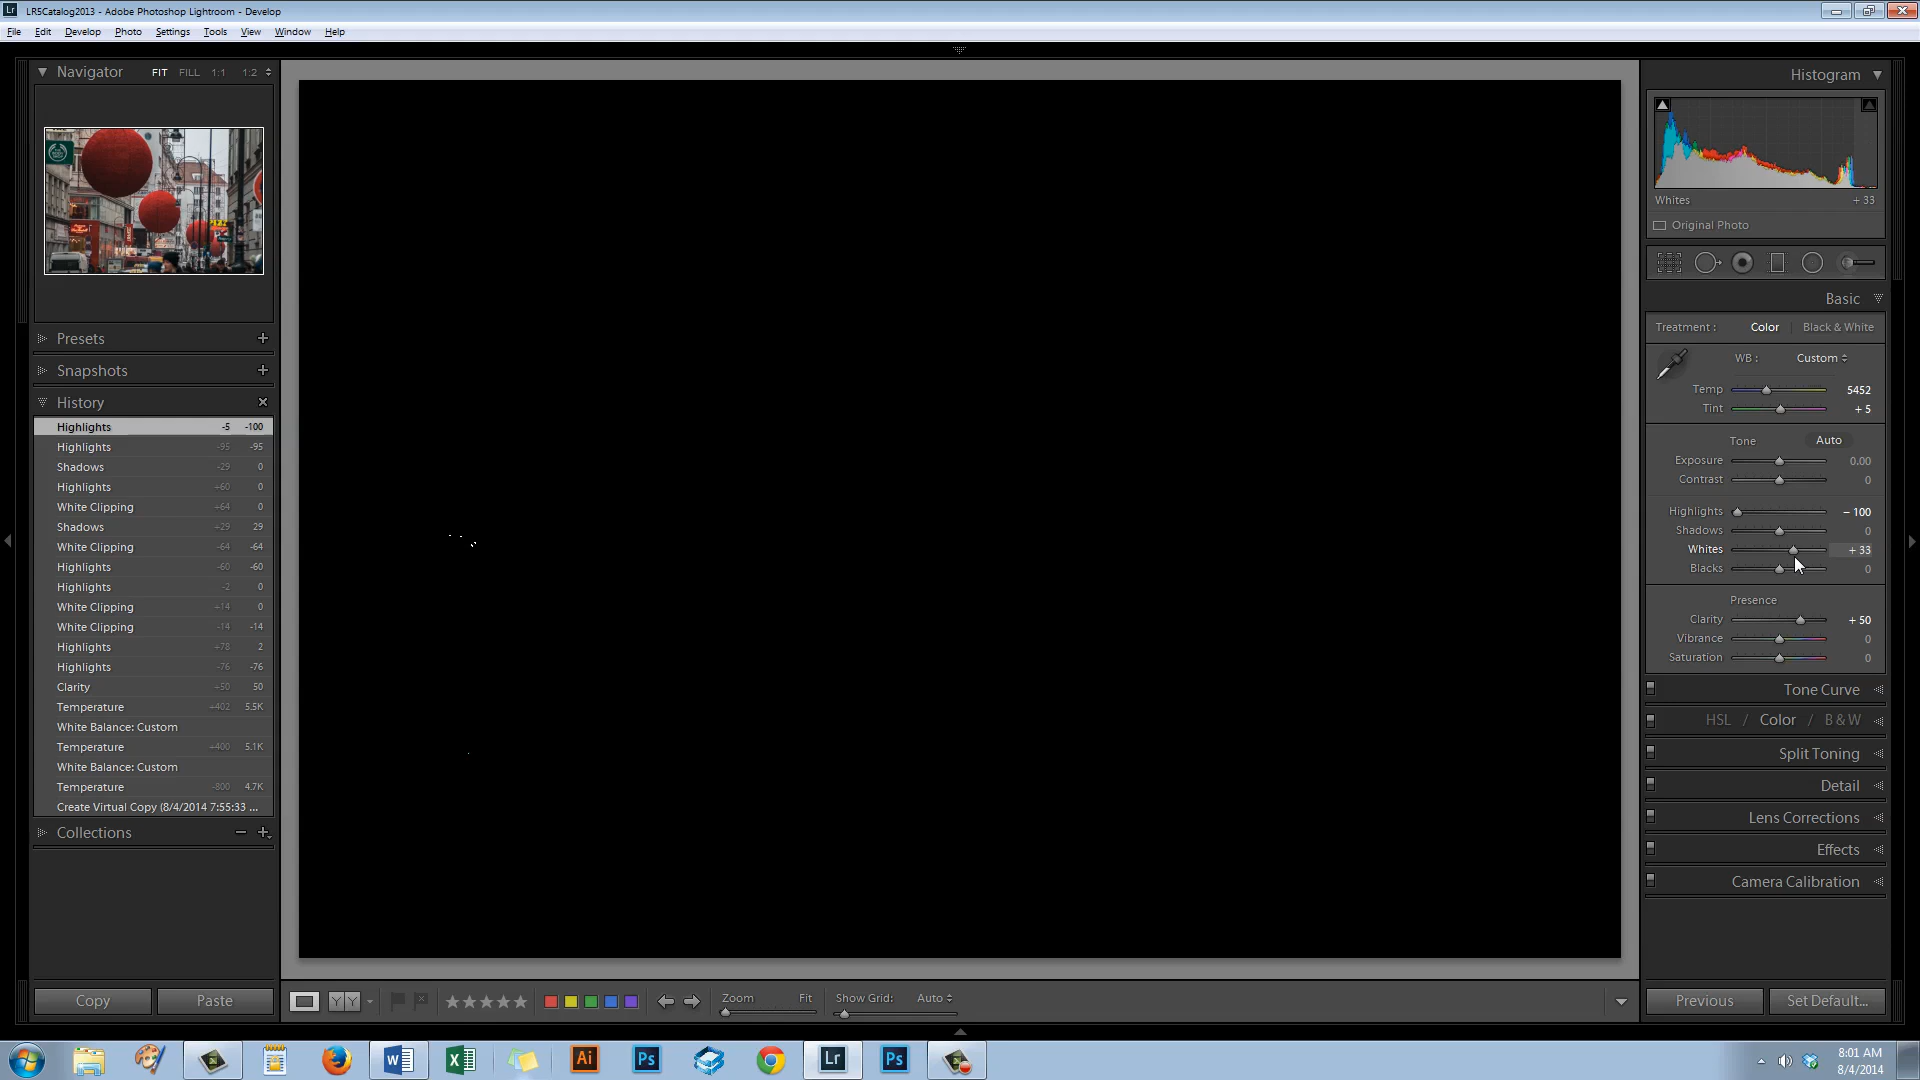 LR5Catalog2013 - Adobe Photoshop Lightroom - Develop
File Edit Develop Photo Settings Tools View Window Help
Navigator FIT FILL 1:1 1:2
Presets
Snapshots
History
Highlights -5 -100
Highlights -95 -95
Shadows -29 0
Highlights +60 0
White Clipping +64 0
Shadows +29 29
White Clipping -64 -64
Highlights -60 -60
Highlights -2 0
White Clipping +14 0
White Clipping -14 -14
Highlights +78 2
Highlights -76 -76
Clarity +50 50
Temperature +402 5.5K
White Balance: Custom
Temperature +400 5.1K
White Balance: Custom
Temperature -800 4.7K
Create Virtual Copy (8/4/2014 7:55:33 ...
Collections
Copy Paste
Zoom Fit Show Grid: Auto
Histogram
Whites + 33
Original Photo
Basic
Treatment : Color Black & White
WB : Custom
Temp 5452
Tint + 5
Tone Auto
Exposure 0.00
Contrast 0
Highlights − 100
Shadows 0
Whites + 33
Blacks 0
Presence
Clarity + 50
Vibrance 0
Saturation 0
Tone Curve
HSL / Color / B & W
Split Toning
Detail
Lens Corrections
Effects
Camera Calibration
Previous Set Default...
Ai Ps Lr Ps
8:01 AM
8/4/2014